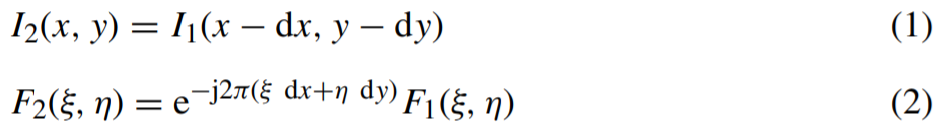 I₂(x, y) = I₁(x − dx, y − dy) (1)
F₂(ξ, η) = e^{−j2π(ξ dx+η dy)} F₁(ξ, η) (2)